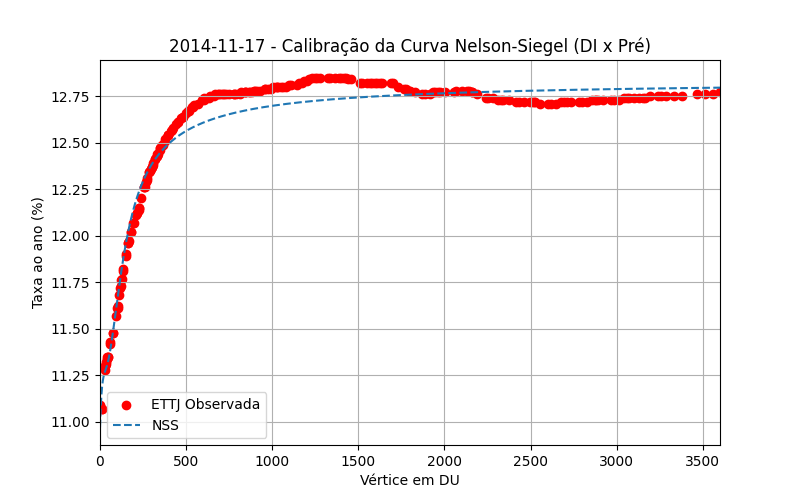 2014-11-17 - Calibração da Curva Nelson-Siegel (DI x Pré)
Taxa ao ano (%)
12.75
12.50
12.25
12.00
11.75
11.50
11.25
11.00
ETTJ Observada
NSS
0 500 1000 1500 2000 2500 3000 3500
Vértice em DU